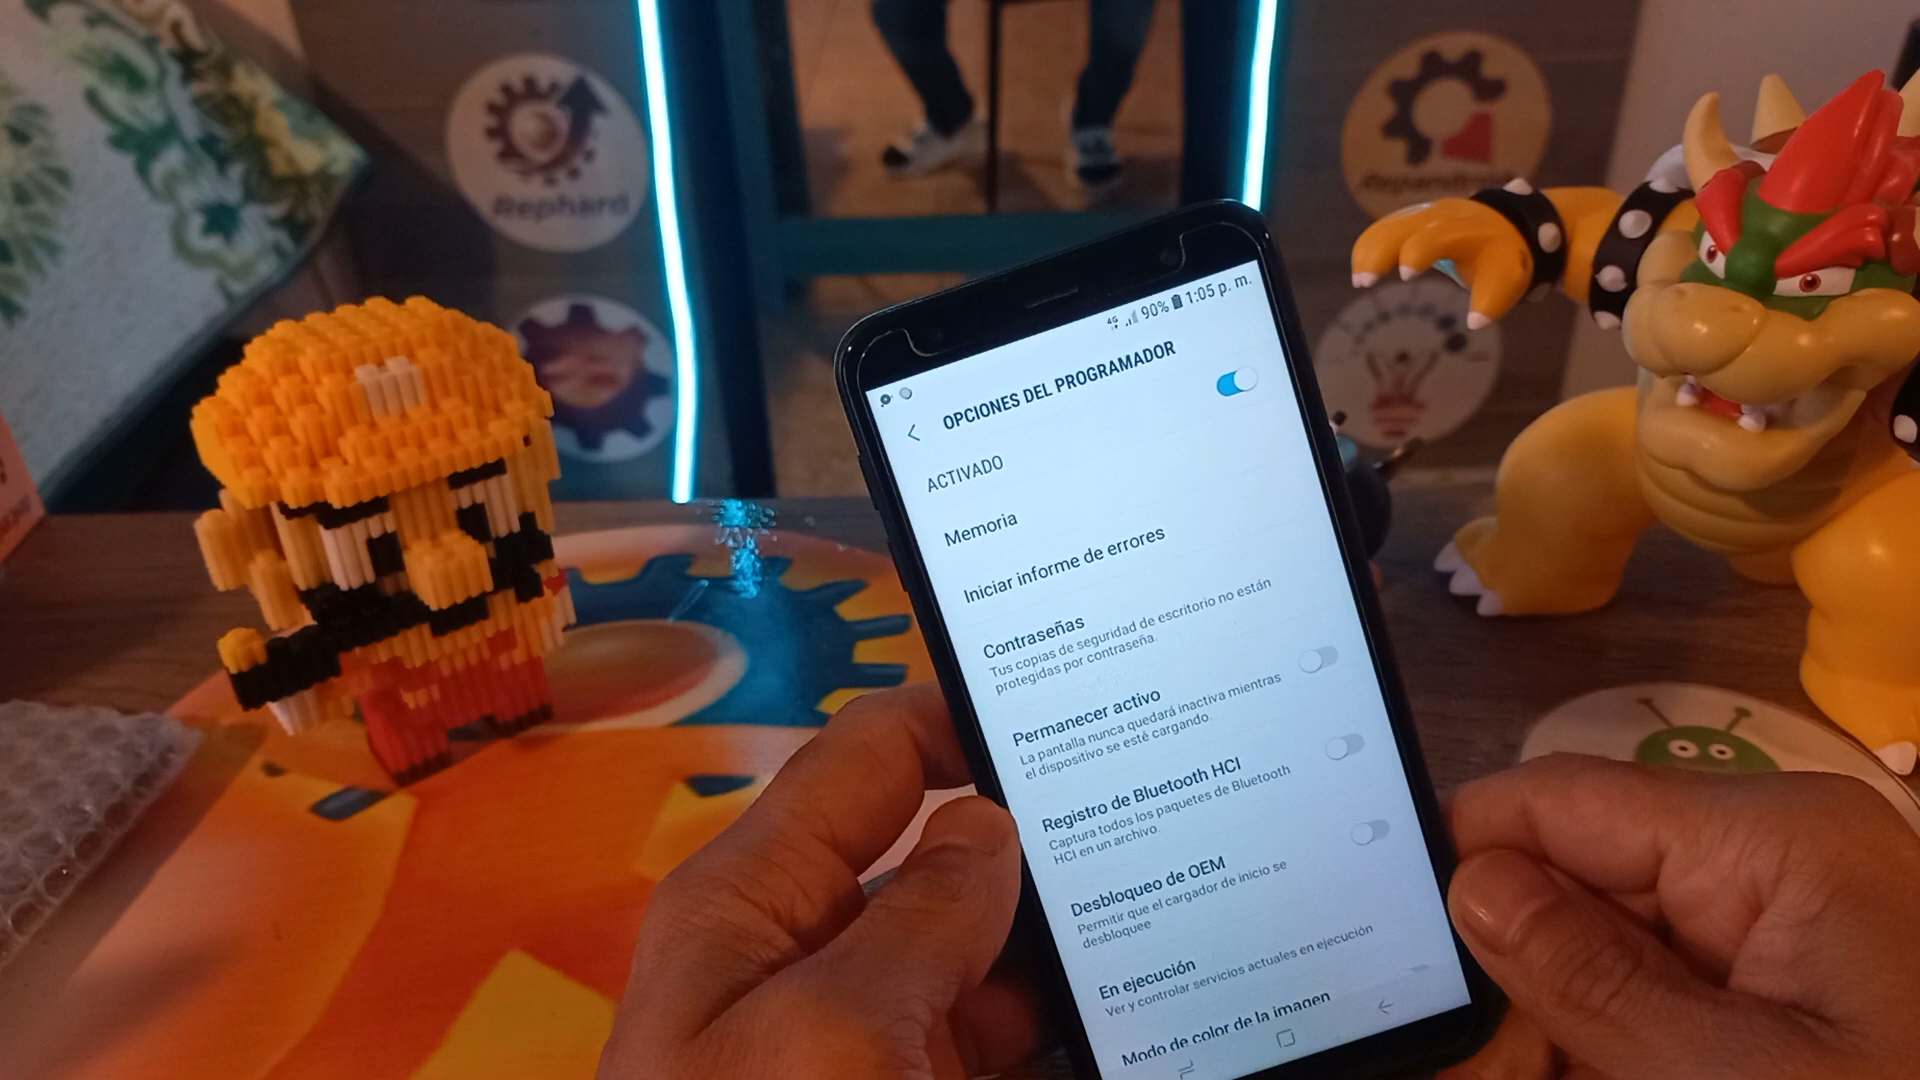 Rephard
Repandroid
4G 90% 1:05 p. m.
OPCIONES DEL PROGRAMADOR
ACTIVADO
Memoria
Iniciar informe de errores
Contraseñas
Tus copias de seguridad de escritorio no están
protegidas por contraseña.
Permanecer activo
La pantalla nunca quedará inactiva mientras
el dispositivo se esté cargando.
Registro de Bluetooth HCI
Captura todos los paquetes de Bluetooth
HCI en un archivo.
Desbloqueo de OEM
Permitir que el cargador de inicio se
desbloquee
En ejecución
Ver y controlar servicios actuales en ejecución
Modo de color de la imagen